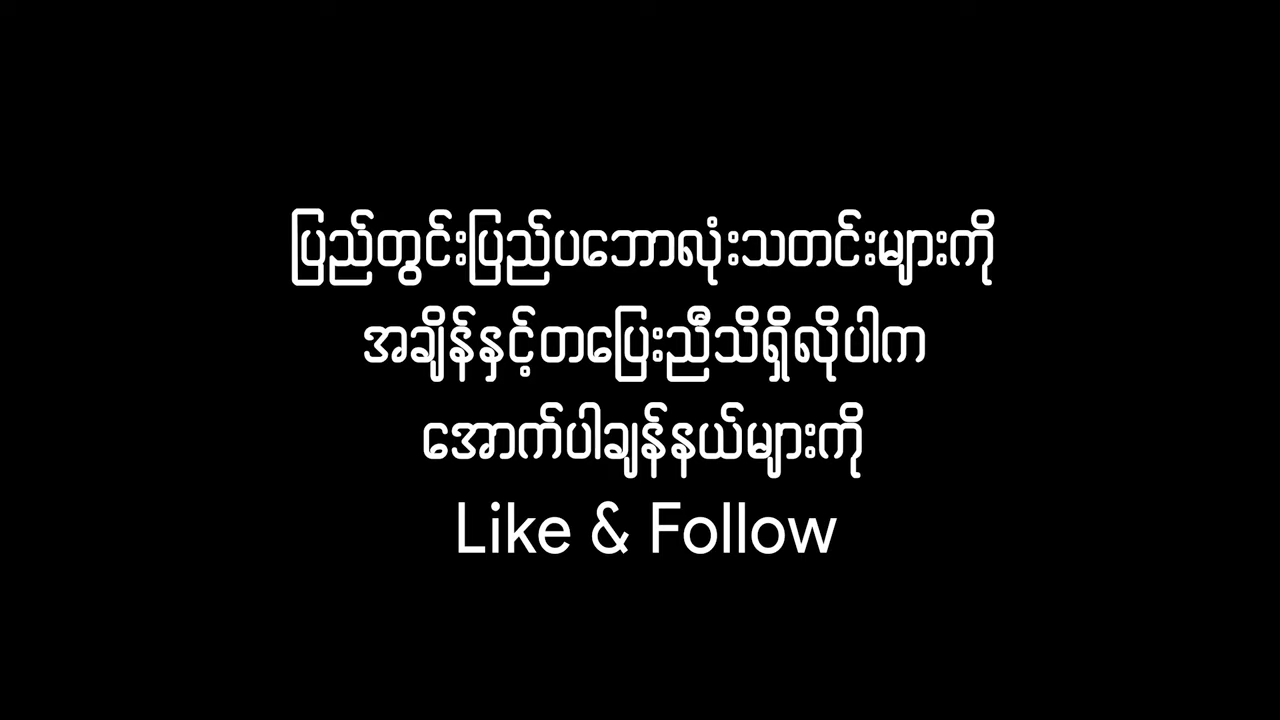 ပြည်တွင်းပြည်ပဘောလုံးသတင်းများကို
အချိန်နှင့်တပြေးညီသိရှိလိုပါက
အောက်ပါချန်နယ်များကို
Like & Follow